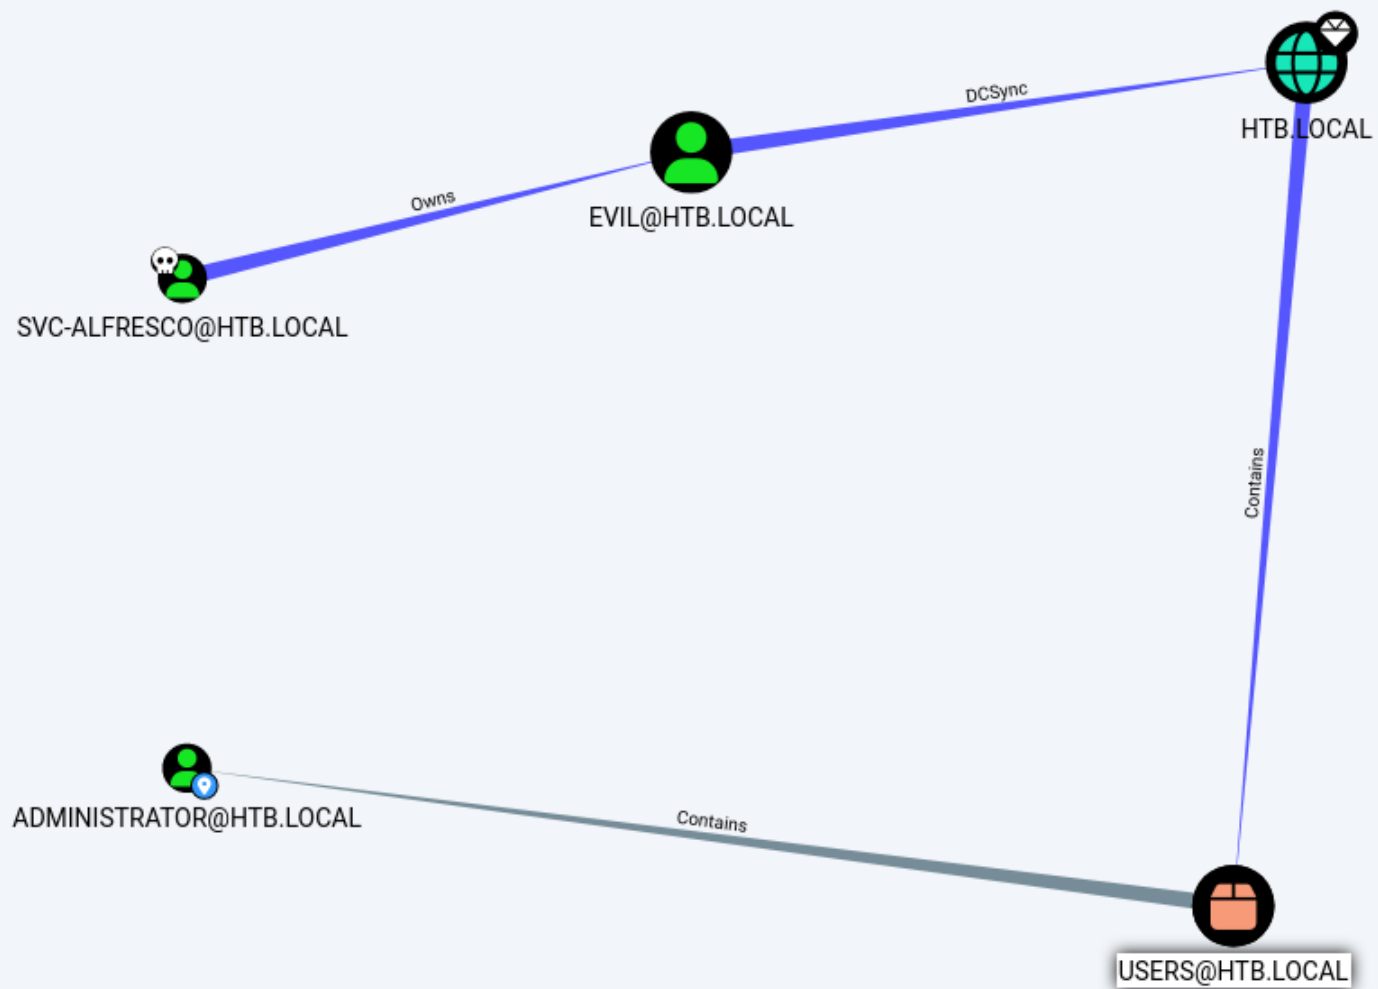 DCSync
HTB.LOCAL
Owns
EVIL@HTB.LOCAL
SVC-ALFRESCO@HTB.LOCAL
Contains
ADMINISTRATOR@HTB.LOCAL
Contains
USERS@HTB.LOCAL